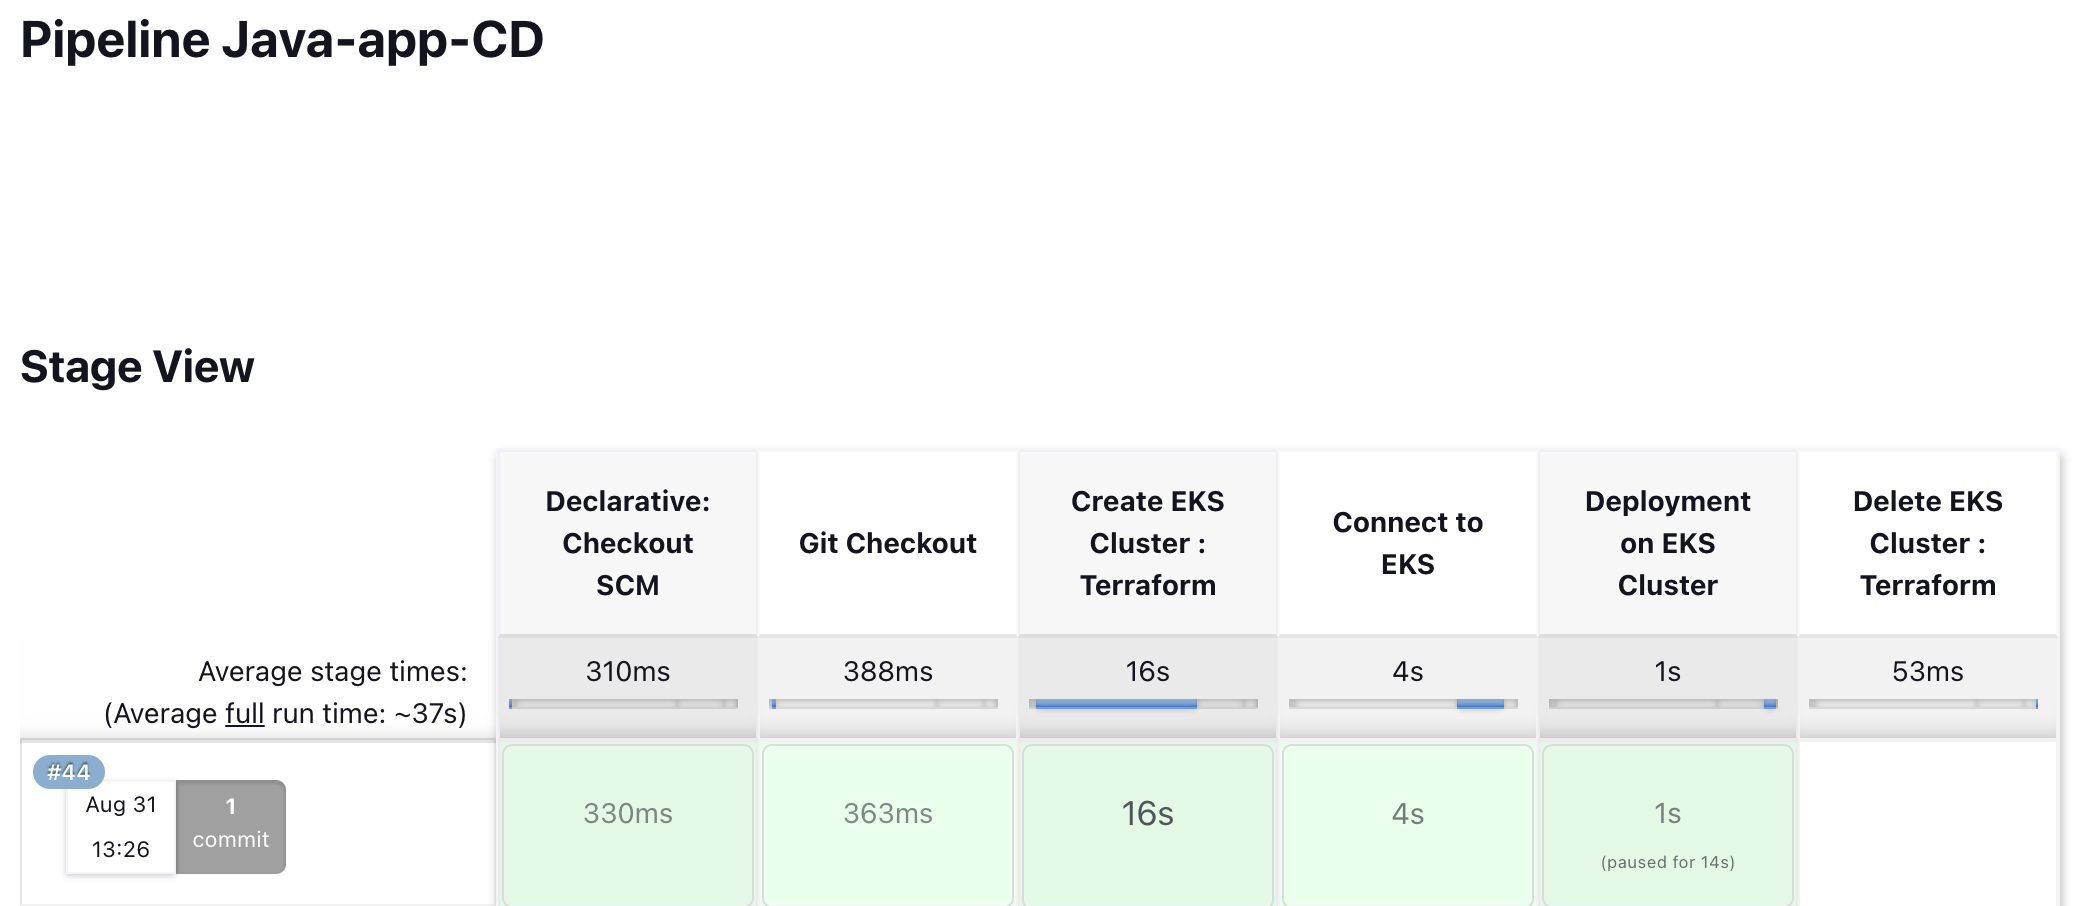 Pipeline Java-app-CD
Stage View
Declarative:
Checkout
SCM
Git Checkout
Create EKS
Cluster :
Terraform
Connect to
EKS
Deployment
on EKS
Cluster
Delete EKS
Cluster :
Terraform
Average stage times:
(Average full run time: ~37s)
310ms
388ms
16s
4s
1s
53ms
#44
Aug 31
13:26
1
commit
330ms
363ms
16s
4s
1s
(paused for 14s)